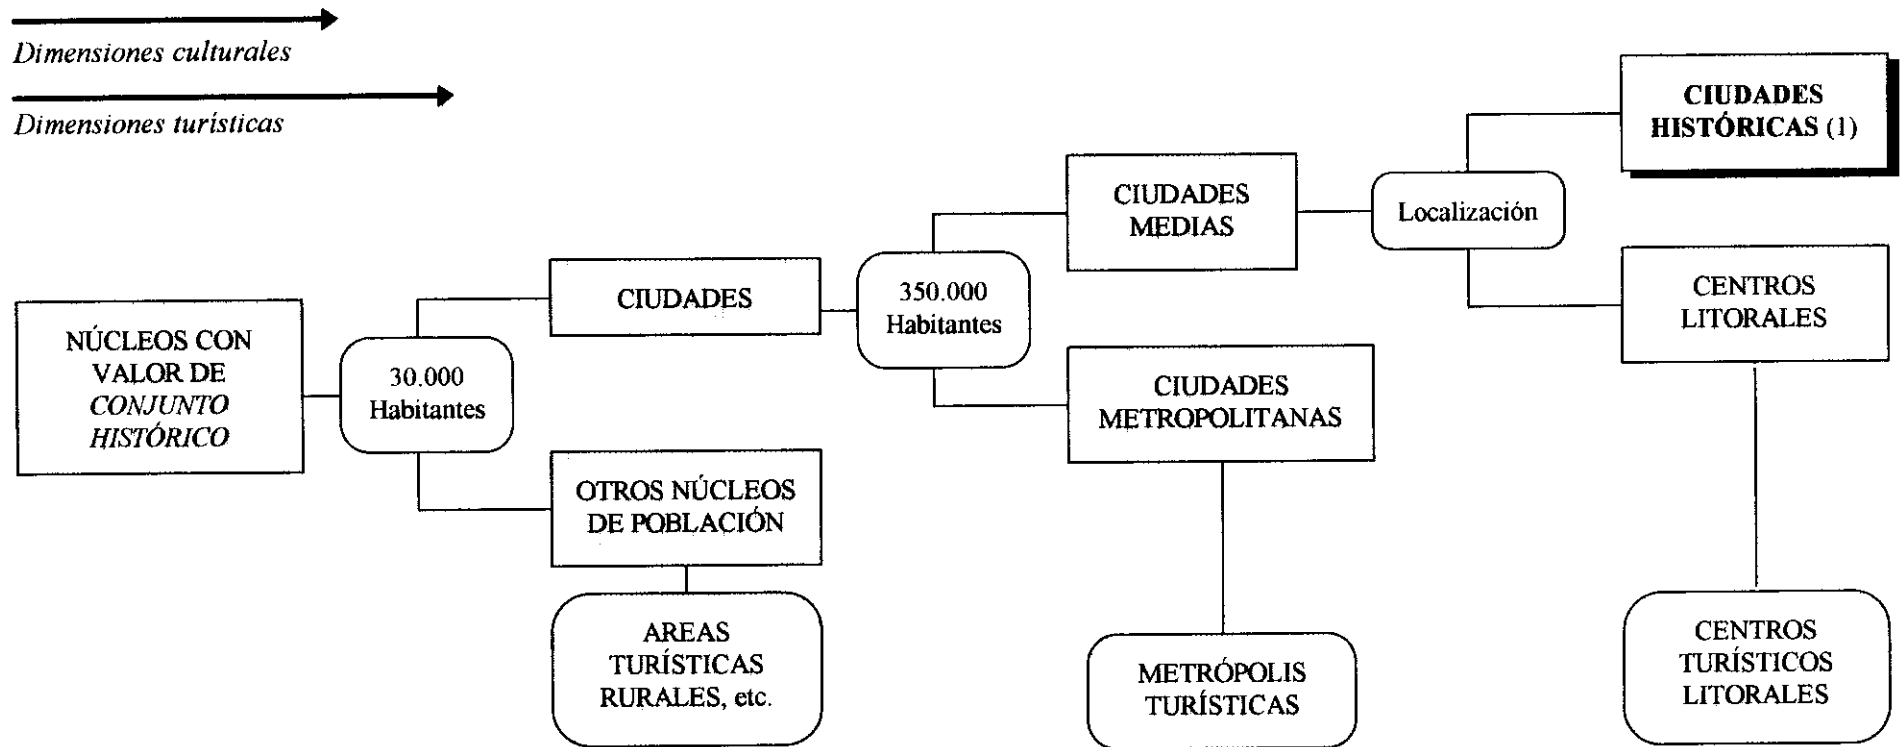 Dimensiones culturales
Dimensiones turísticas
NÚCLEOS CON
VALOR DE
CONJUNTO
HISTÓRICO
30.000
Habitantes
CIUDADES
OTROS NÚCLEOS
DE POBLACIÓN
AREAS
TURÍSTICAS
RURALES, etc.
350.000
Habitantes
CIUDADES
MEDIAS
CIUDADES
METROPOLITANAS
METRÓPOLIS
TURÍSTICAS
Localización
CIUDADES
HISTÓRICAS (1)
CENTROS
LITORALES
CENTROS
TURÍSTICOS
LITORALES